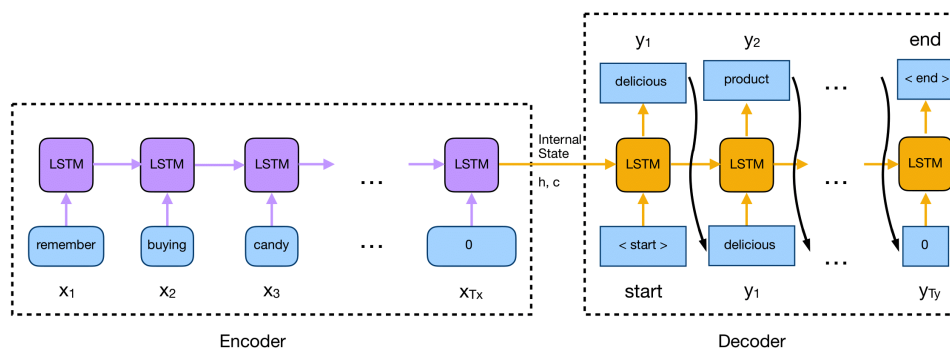 y1
y2
end
delicious
product
...
< end >
LSTM
LSTM
LSTM
...
LSTM
Internal
State
h, c
LSTM
LSTM
...
LSTM
remember
buying
candy
...
0
< start >
delicious
...
0
x1
x2
x3
xTx
start
y1
yTy
Encoder
Decoder